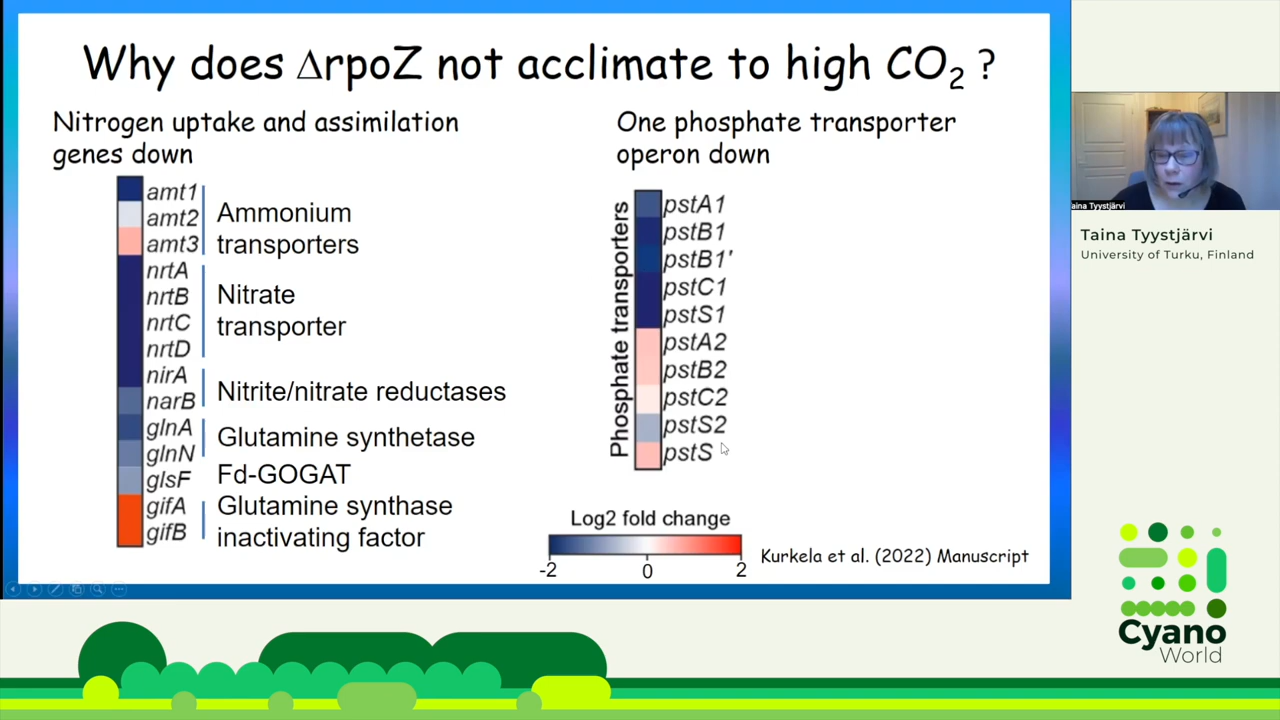 Why does ΔrpoZ not acclimate to high CO₂ ?
Nitrogen uptake and assimilation
genes down
amt1
amt2
amt3
Ammonium
transporters
nrtA
nrtB
nrtC
nrtD
Nitrate
transporter
nirA
narB
Nitrite/nitrate reductases
glnA
glnN
Glutamine synthetase
glsF
Fd-GOGAT
gifA
gifB
Glutamine synthase
inactivating factor
One phosphate transporter
operon down
Phosphate transporters
pstA1
pstB1
pstB1'
pstC1
pstS1
pstA2
pstB2
pstC2
pstS2
pstS
Log2 fold change
-2 0 2
Kurkela et al. (2022) Manuscript
aina Tyystjärvi
Taina Tyystjärvi
University of Turku, Finland
Cyano
World